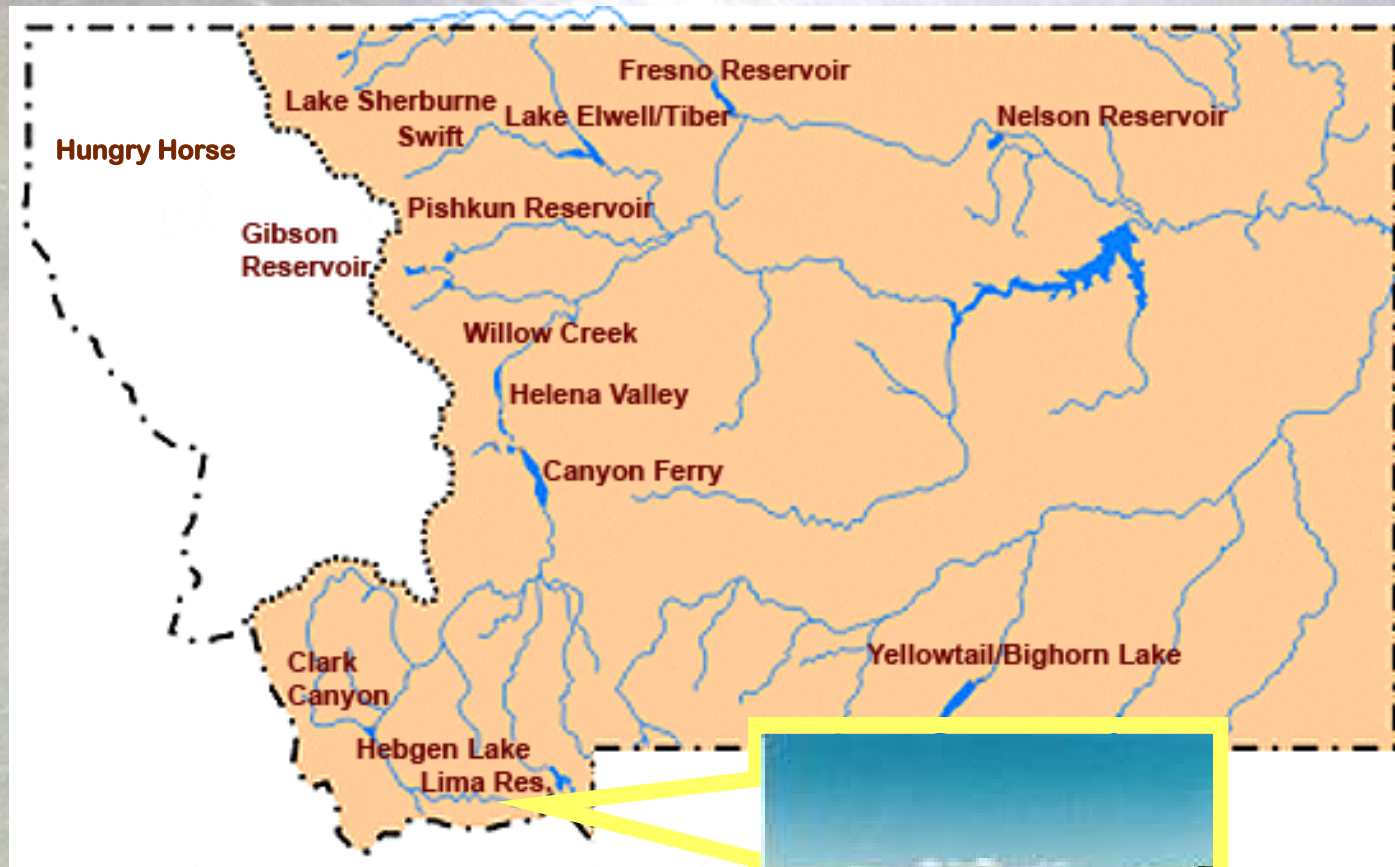 Fresno Reservoir
Lake Sherburne
Swift
Lake Elwell/Tiber
Nelson Reservoir
Hungry Horse
Pishkun Reservoir
Gibson
Reservoir
Willow Creek
Helena Valley
Canyon Ferry
Clark
Canyon
Yellowtail/Bighorn Lake
Hebgen Lake
Lima Res.